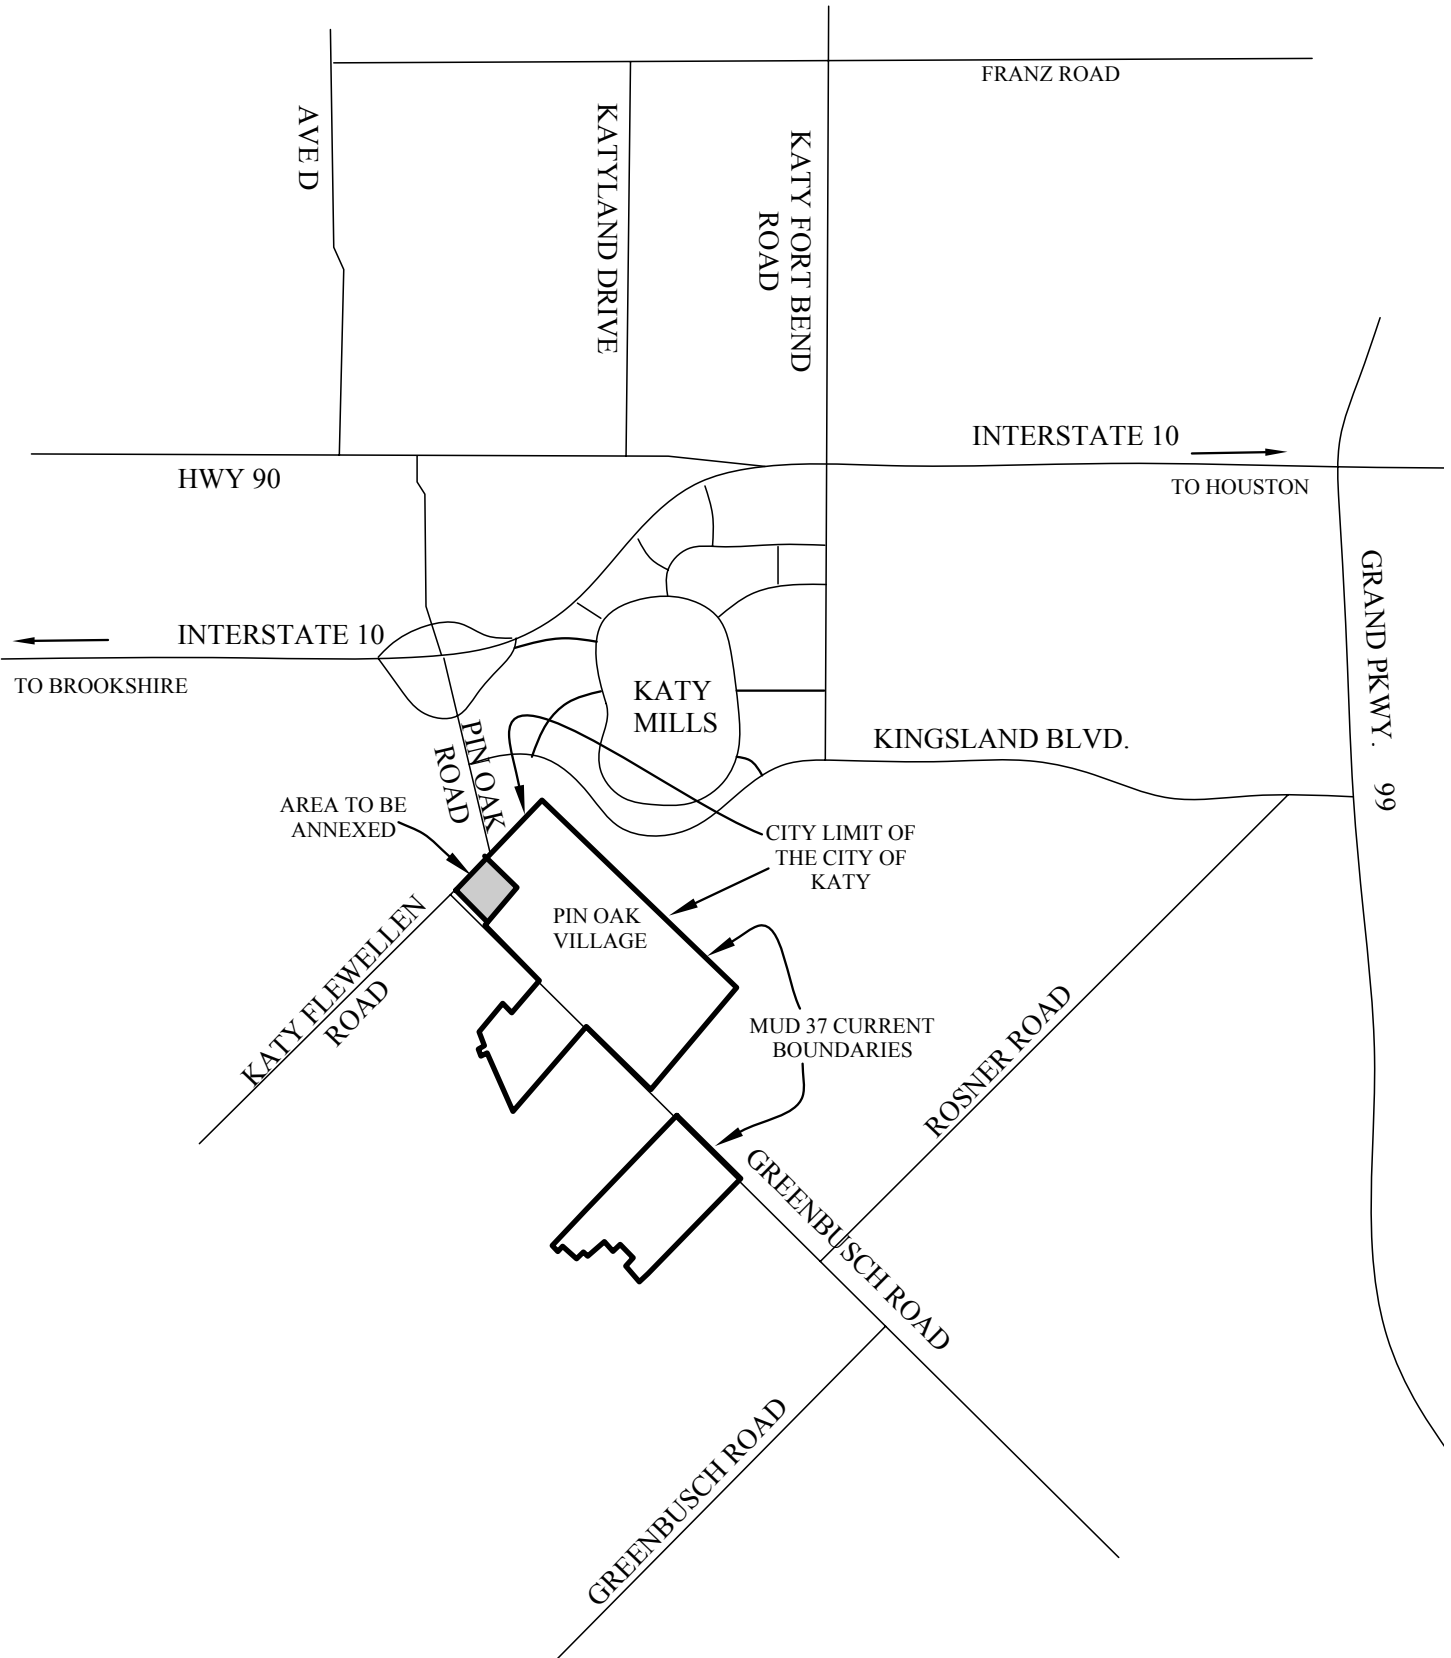 FRANZ ROAD
AVE D
KATYLAND DRIVE
KATY FORT BEND
ROAD
INTERSTATE 10
HWY 90
TO HOUSTON
GRAND PKWY. 99
INTERSTATE 10
TO BROOKSHIRE
KATY
MILLS
PIN OAK
ROAD
KINGSLAND BLVD.
AREA TO BE
ANNEXED
CITY LIMIT OF
THE CITY OF
KATY
PIN OAK
VILLAGE
KATY FLEWELLEN
ROAD
MUD 37 CURRENT
BOUNDARIES
ROSNER ROAD
GREENBUSCH ROAD
GREENBUSCH ROAD